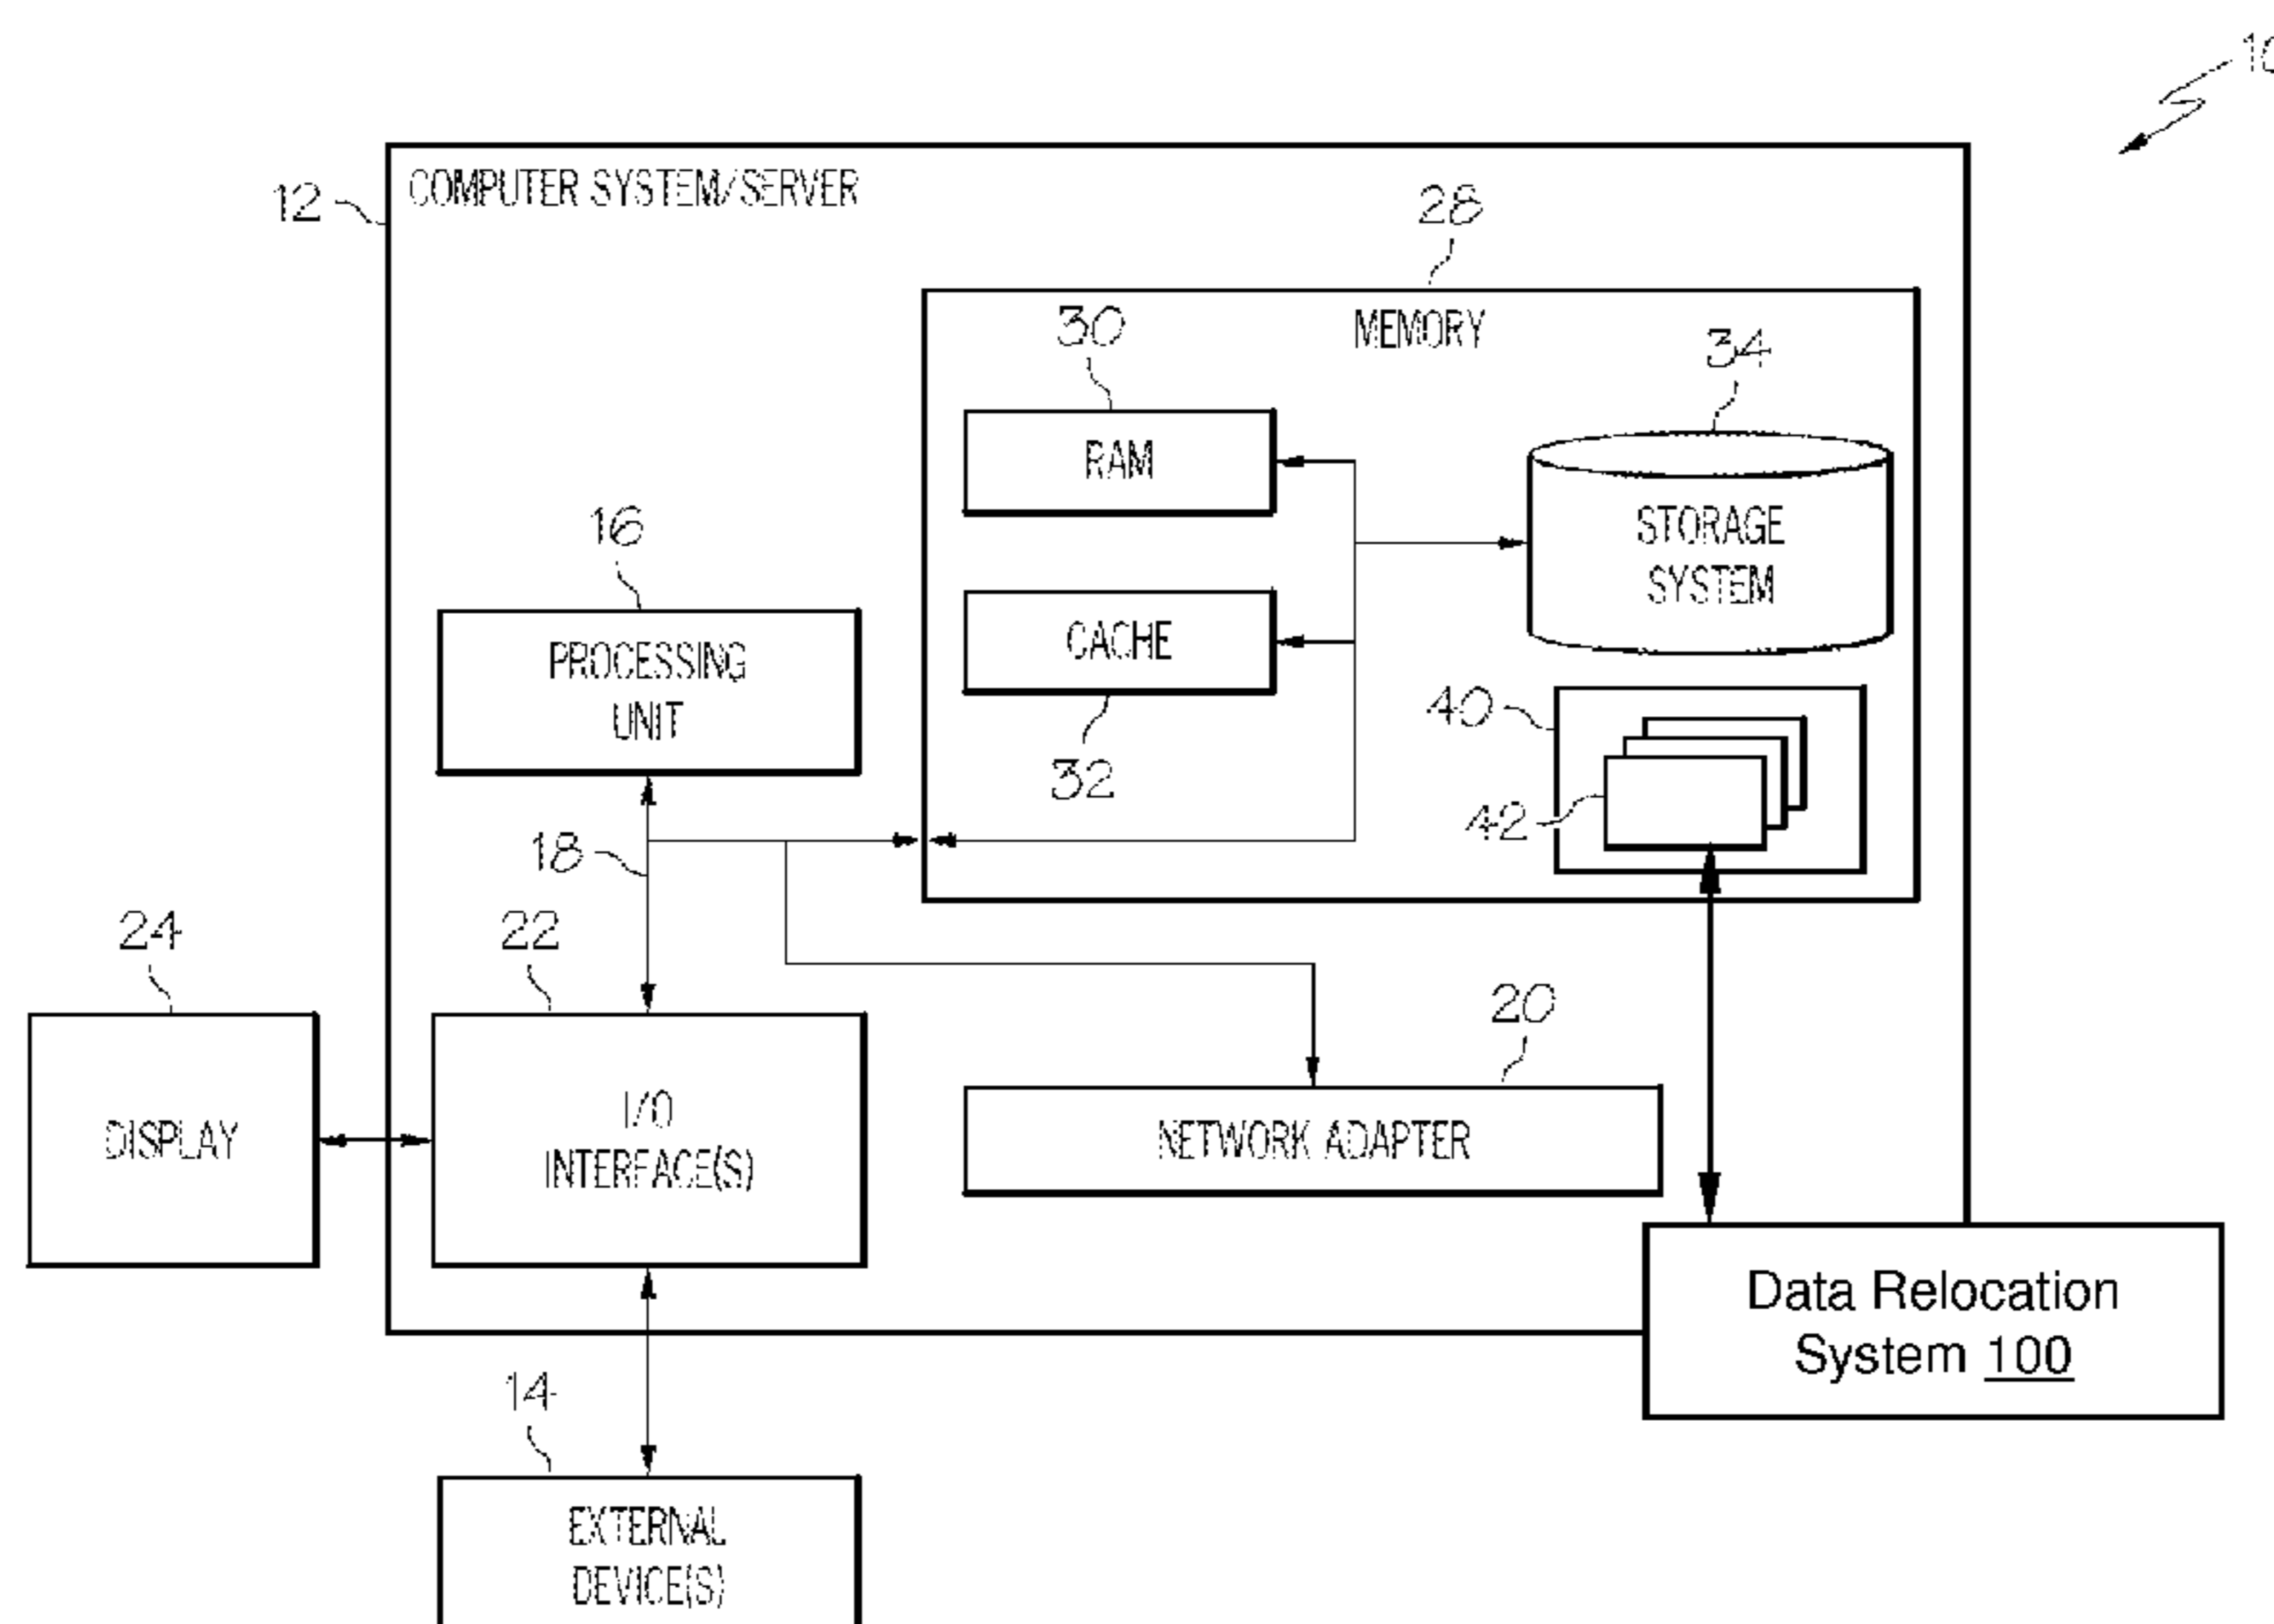 10
12
COMPUTER SYSTEM/SERVER
28
MEMORY
30
RAM
34
STORAGE
SYSTEM
16
PROCESSING
UNIT
CACHE
32
40
42
18
24
DISPLAY
22
I/O
INTERFACE(S)
20
NETWORK ADAPTER
Data Relocation
System 100
14
EXTERNAL
DEVICE(S)